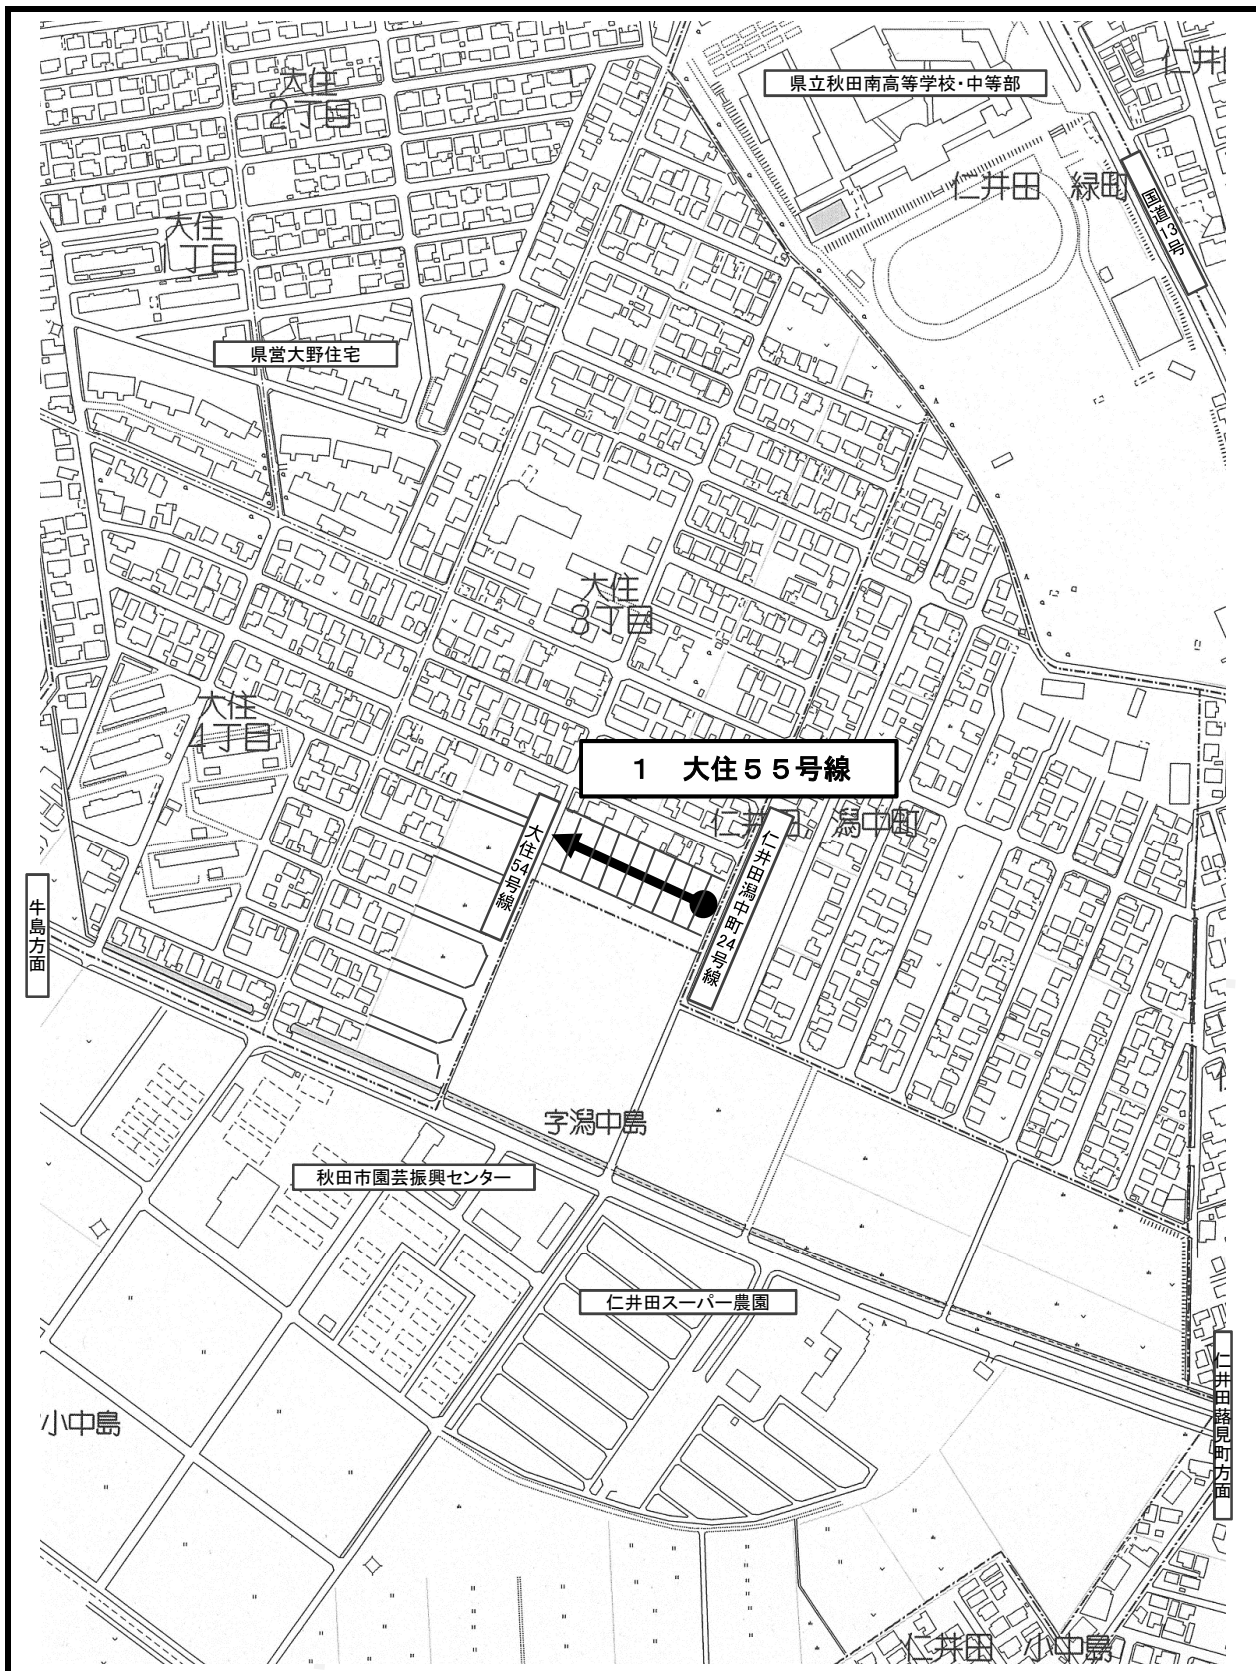 県立秋田南高等学校・中等部
仁井
大住
2丁目
仁井田 緑町
国道13号
大住
1丁目
県営大野住宅
大住
3丁目
大住
4丁目
1 大住55号線
仁井田 潟中町
大住54号線
仁井田潟中町24号線
牛島方面
字潟中島
秋田市園芸振興センター
仁井田スーパー農園
仁井田蕗見町方面
小中島
仁井田 小中島